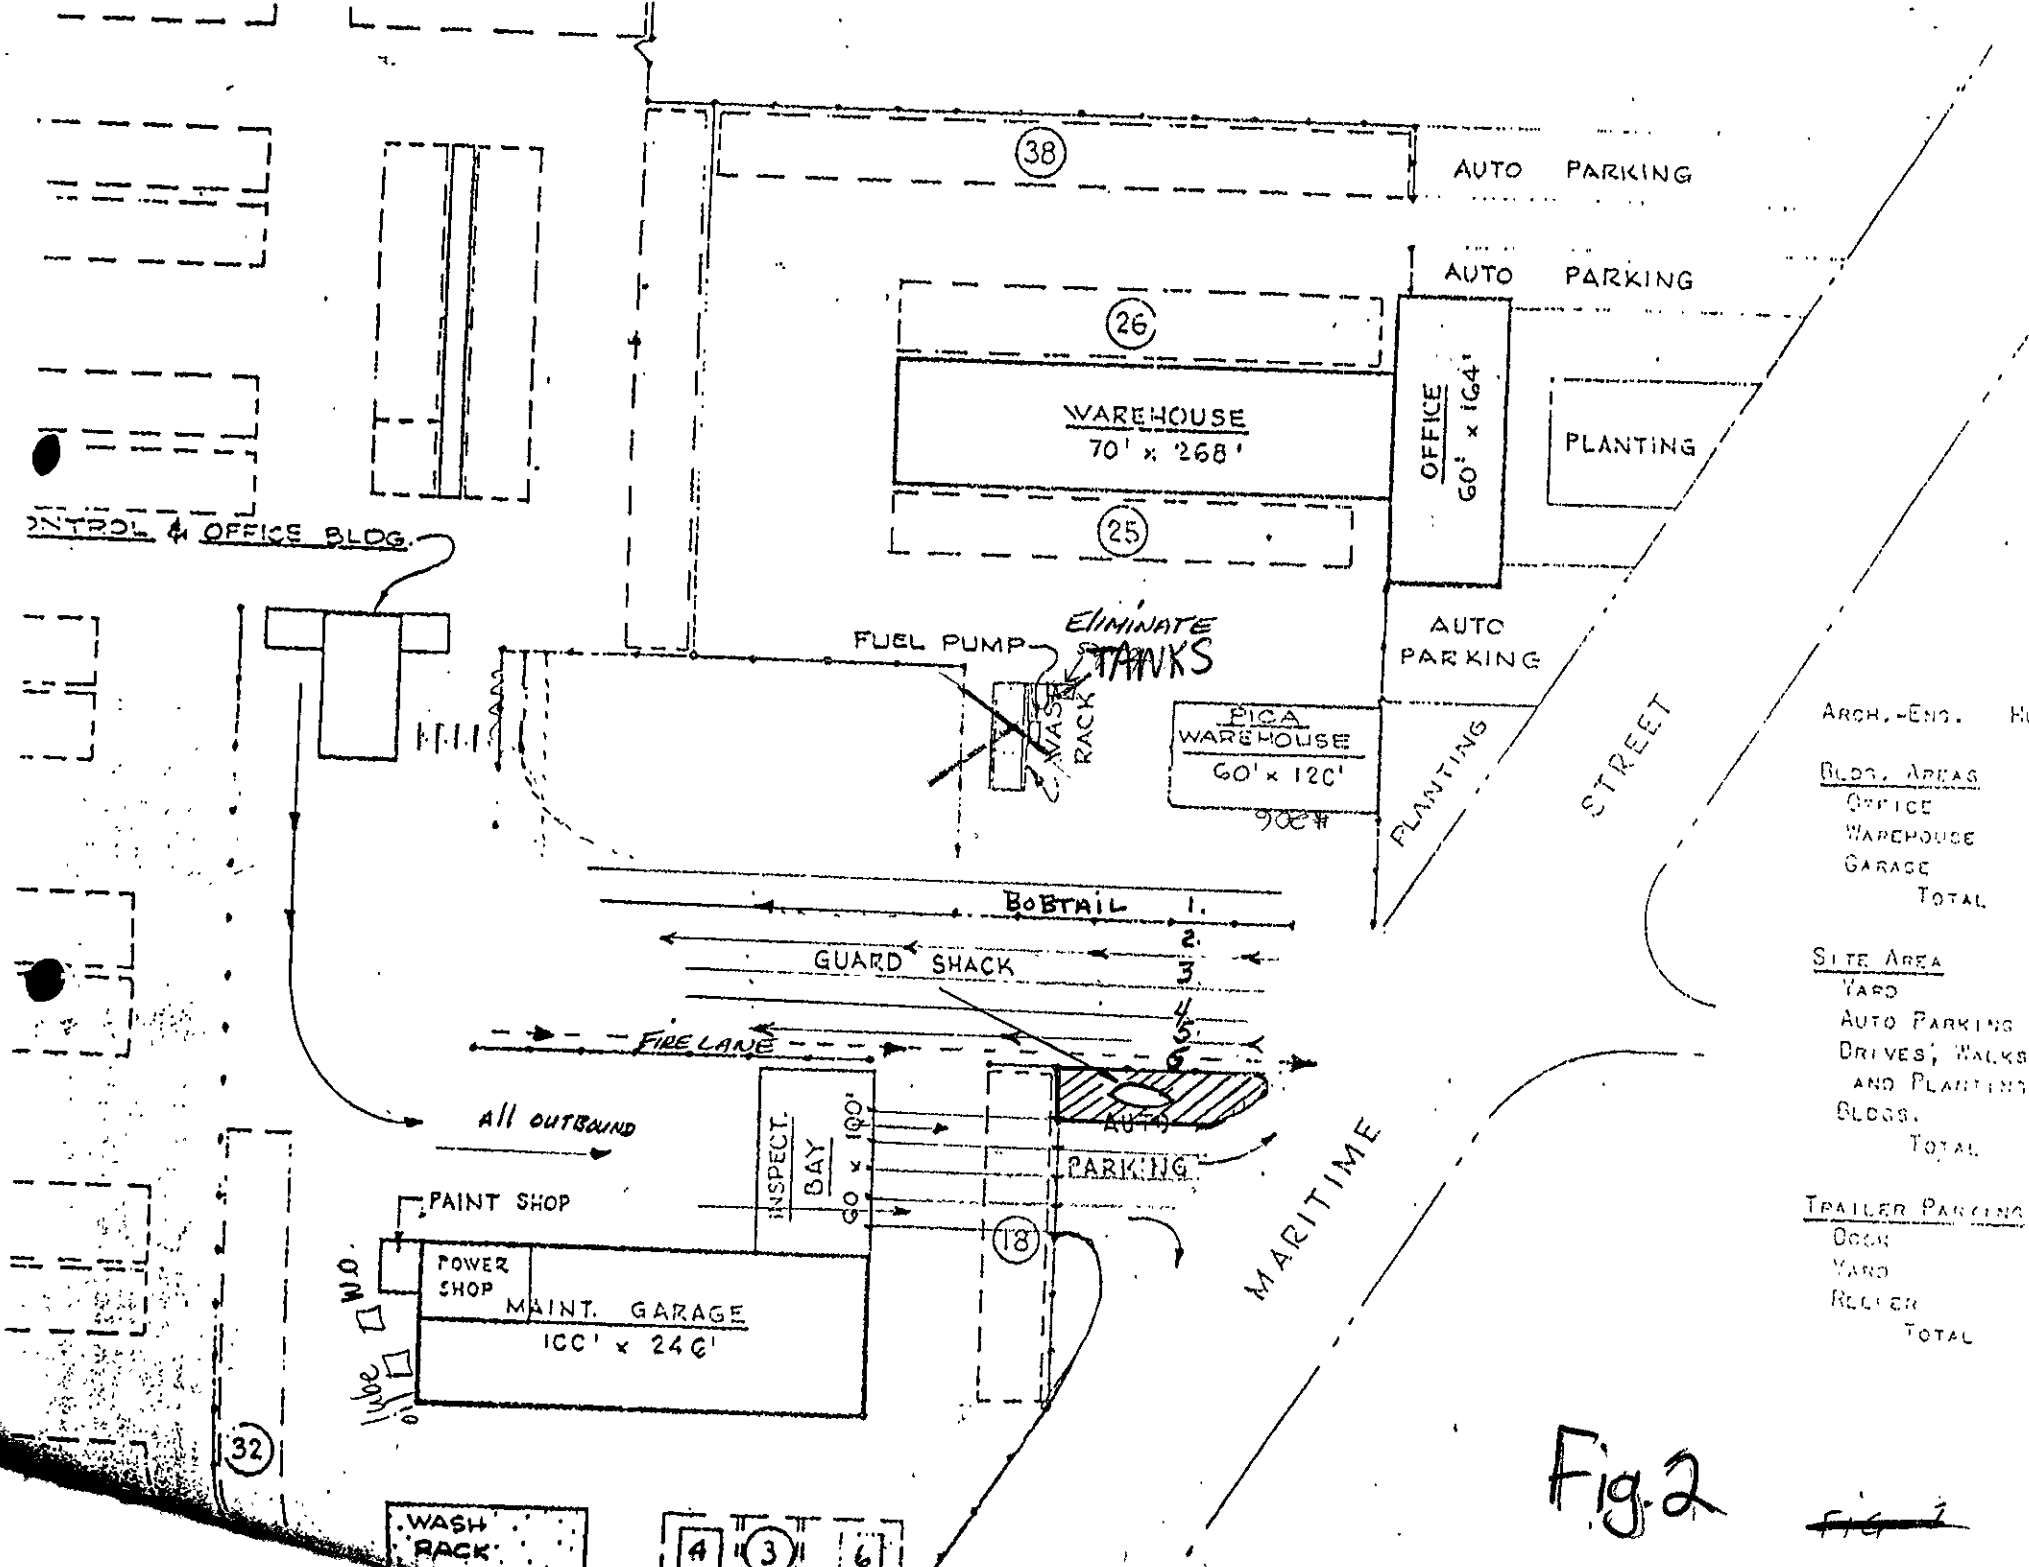 38
AUTO PARKING
AUTO PARKING
26
WAREHOUSE
70' x 268'
OFFICE
60' x 164'
PLANTING
25
& OFFICE BLDG.
FUEL PUMP
ELIMINATE
TANKS
RACK
AUTO
PARKING
PICA
WAREHOUSE
60' x 120'
#206
PLANTING
STREET
ARCH.-ENG.
BLDG. AREAS
OFFICE
WAREHOUSE
GARAGE
TOTAL
BOBTAIL 1.
2.
3
4
5.
6
GUARD SHACK
FIRE LANE
SITE AREA
YARD
AUTO PARKING
DRIVES, WALKS
AND PLANTING
BLDGS.
TOTAL
All OUTBOUND
INSPECT.
BAY
60 x 100'
AUTO
PARKING
MARITIME
PAINT SHOP
18
W.O.
POWER
SHOP
MAINT. GARAGE
100' x 246'
lube
oil
TRAILER PARKING
DOCK
YARD
REEFER
TOTAL
32
WASH
RACK
4
3
6
Fig. 2
FIG 1